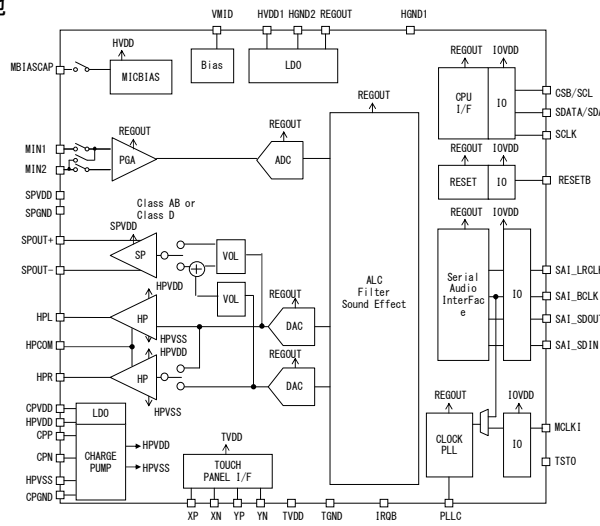 VMID
HVDD1
HGND2
REGOUT
HGND1
MBIASCAP
HVDD
MICBIAS
Bias
LDO
REGOUT
IOVDD
CPU
I/F
IO
CSB/SCL
SCLK
REGOUT
MIN1
MIN2
REGOUT
PGA
REGOUT
ADC
REGOUT
IOVDD
RESET
IO
RESETB
SPVDD
SPGND
Class AB or
Class D
SPVDD
SPOUT+
SPOUT-
SP
VOL
VOL
HPVDD
HPL
HP
HPVSS
HPVDD
HPCOM
HPR
HP
HPVSS
REGOUT
DAC
REGOUT
DAC
ALC
Filter
Sound Effect
REGOUT
IOVDD
Serial
Audio
InterFac
e
IO
SAI_BCLK
SAI_SDIN
CPVDD
HPVDD
CPP
CPN
HPVSS
CPGND
LDO
CHARGE
PUMP
HPVDD
HPVSS
TVDD
TOUCH
PANEL I/F
REGOUT
IOVDD
CLOCK
PLL
IO
MCLKI
TSTO
XP
XN
YP
YN
TVDD
TGND
IRQB
PLLC